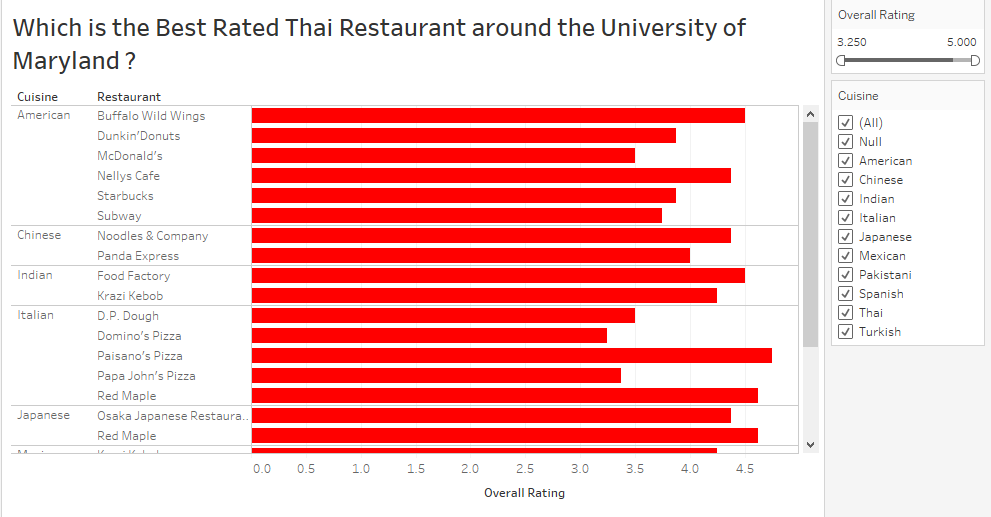 Which is the Best Rated Thai Restaurant around the University of
Maryland ?
Cuisine Restaurant
American Buffalo Wild Wings
Dunkin'Donuts
McDonald's
Nellys Cafe
Starbucks
Subway
Chinese Noodles & Company
Panda Express
Indian Food Factory
Krazi Kebob
Italian D.P. Dough
Domino's Pizza
Paisano's Pizza
Papa John's Pizza
Red Maple
Japanese Osaka Japanese Restaura..
Red Maple
0.0 0.5 1.0 1.5 2.0 2.5 3.0 3.5 4.0 4.5
Overall Rating
Overall Rating
3.250 5.000
Cuisine
(All)
Null
American
Chinese
Indian
Italian
Japanese
Mexican
Pakistani
Spanish
Thai
Turkish